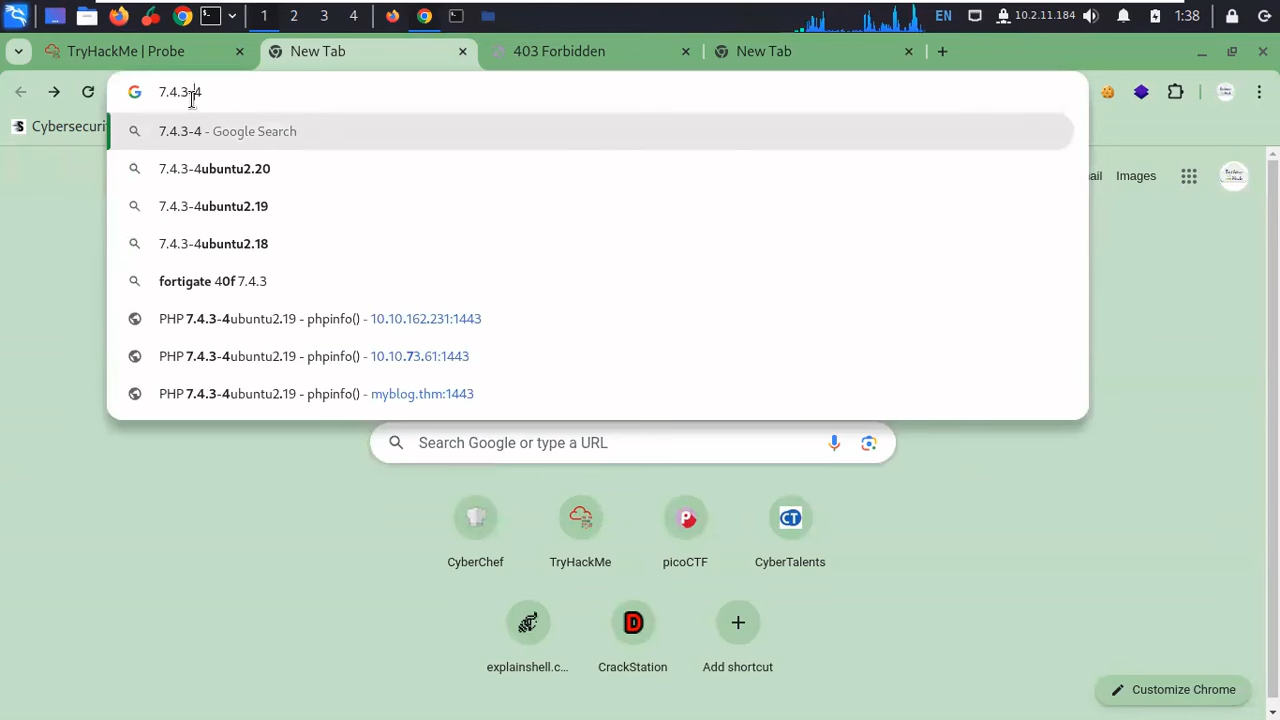 1 2 3 4 EN 10.2.11.184 1:38
TryHackMe | Probe New Tab 403 Forbidden New Tab
7.4.3-4
Cybersecuri
7.4.3-4 - Google Search
7.4.3-4ubuntu2.20
ail Images
7.4.3-4ubuntu2.19
7.4.3-4ubuntu2.18
fortigate 40f 7.4.3
PHP 7.4.3-4ubuntu2.19 - phpinfo() - 10.10.162.231:1443
PHP 7.4.3-4ubuntu2.19 - phpinfo() - 10.10.73.61:1443
PHP 7.4.3-4ubuntu2.19 - phpinfo() - myblog.thm:1443
Search Google or type a URL
CyberChef TryHackMe picoCTF CyberTalents
explainshell.c... CrackStation Add shortcut
Customize Chrome